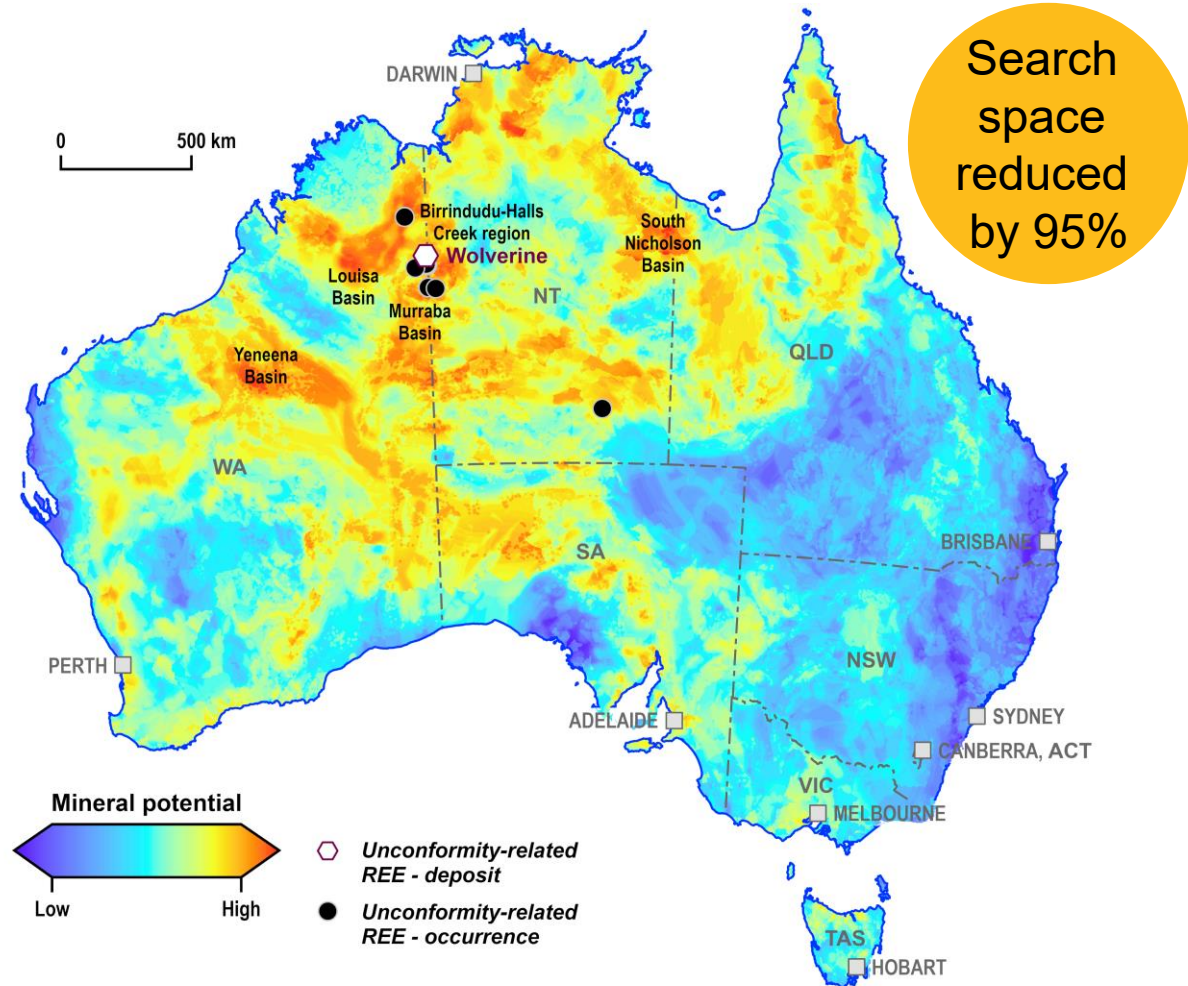 Search
space
reduced
by 95%
DARWIN
0
500 km
Birrindudu-Halls
Creek region
Wolverine
South
Nicholson
Basin
Louisa
Basin
NT
Murraba
Basin
Yeneena
Basin
QLD
WA
SA
BRISBANE
NSW
PERTH
ADELAIDE
SYDNEY
CANBERRA, ACT
VIC
MELBOURNE
Mineral potential
Low
High
Unconformity-related
REE - deposit
Unconformity-related
REE - occurrence
TAS
HOBART